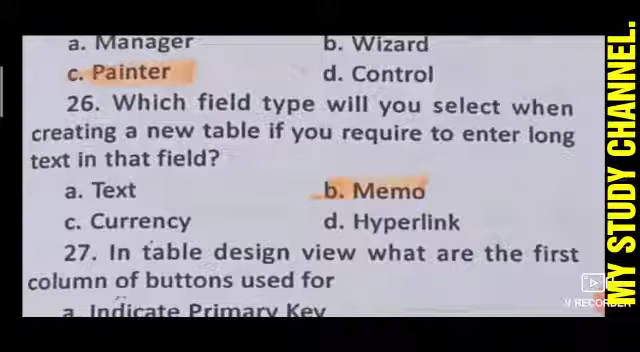 a. Manager b. Wizard
c. Painter d. Control
26. Which field type will you select when
creating a new table if you require to enter long
text in that field?
a. Text b. Memo
c. Currency d. Hyperlink
27. In table design view what are the first
column of buttons used for
a. Indicate Primary Key
MY STUDY CHANNEL.
V RECORDER